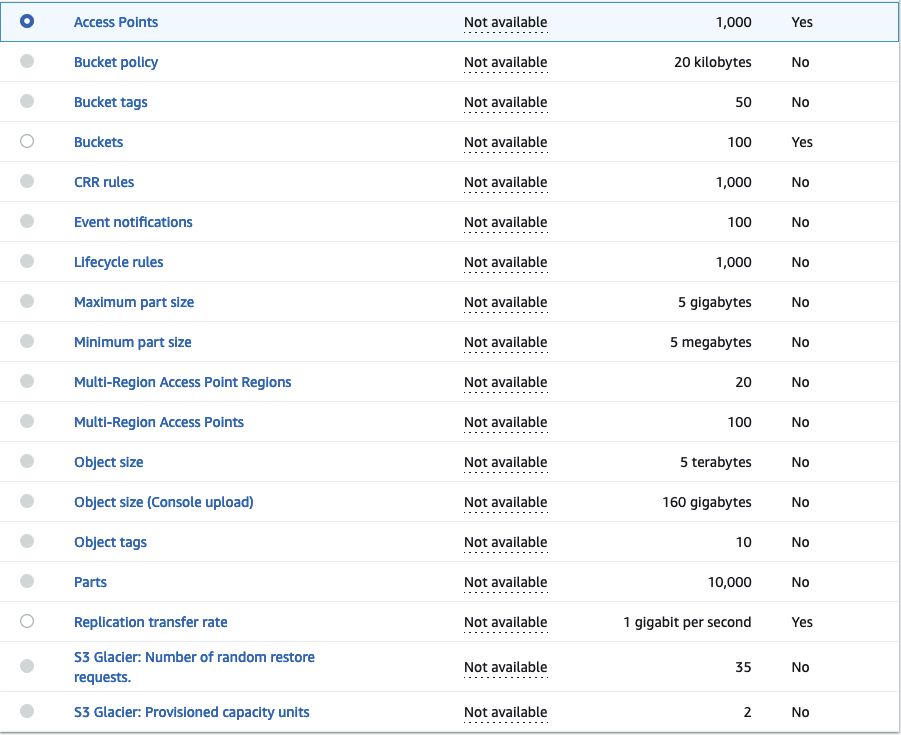 Access Points Not available 1,000 Yes
Bucket policy Not available 20 kilobytes No
Bucket tags Not available 50 No
Buckets Not available 100 Yes
CRR rules Not available 1,000 No
Event notifications Not available 100 No
Lifecycle rules Not available 1,000 No
Maximum part size Not available 5 gigabytes No
Minimum part size Not available 5 megabytes No
Multi-Region Access Point Regions Not available 20 No
Multi-Region Access Points Not available 100 No
Object size Not available 5 terabytes No
Object size (Console upload) Not available 160 gigabytes No
Object tags Not available 10 No
Parts Not available 10,000 No
Replication transfer rate Not available 1 gigabit per second Yes
S3 Glacier: Number of random restore
requests. Not available 35 No
S3 Glacier: Provisioned capacity units Not available 2 No